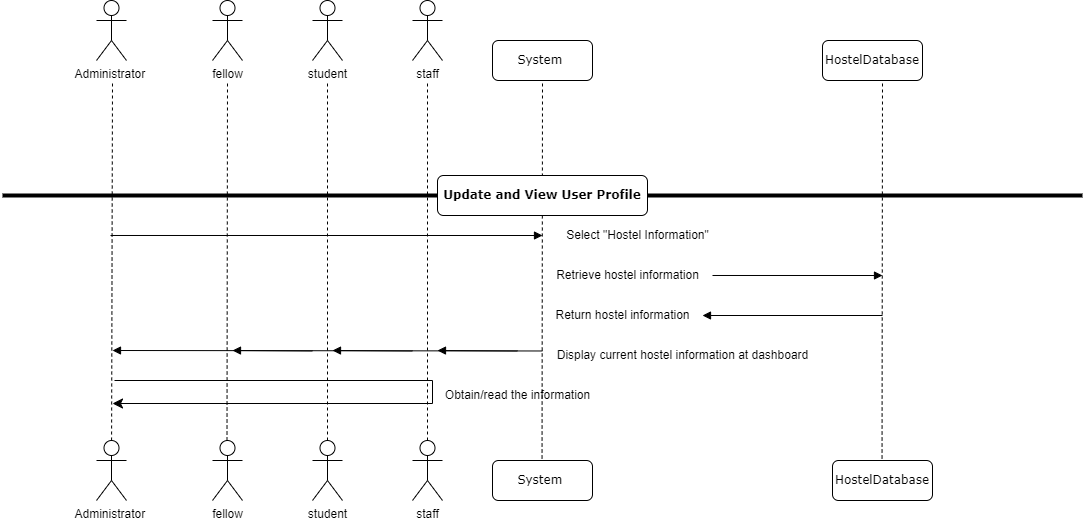 Administrator
fellow
student
staff
System
HostelDatabase
Update and View User Profile
Select "Hostel Information"
Retrieve hostel information
Return hostel information
Display current hostel information at dashboard
Obtain/read the information
Administrator
fellow
student
staff
System
HostelDatabase